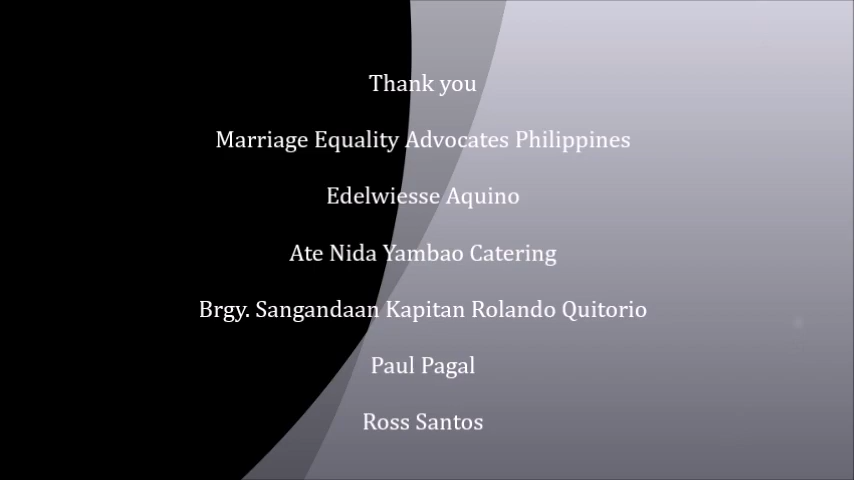 Thank you
Marriage Equality Advocates Philippines
Edelwiesse Aquino
Ate Nida Yambao Catering
Brgy. Sangandaan Kapitan Rolando Quitorio
Paul Pagal
Ross Santos